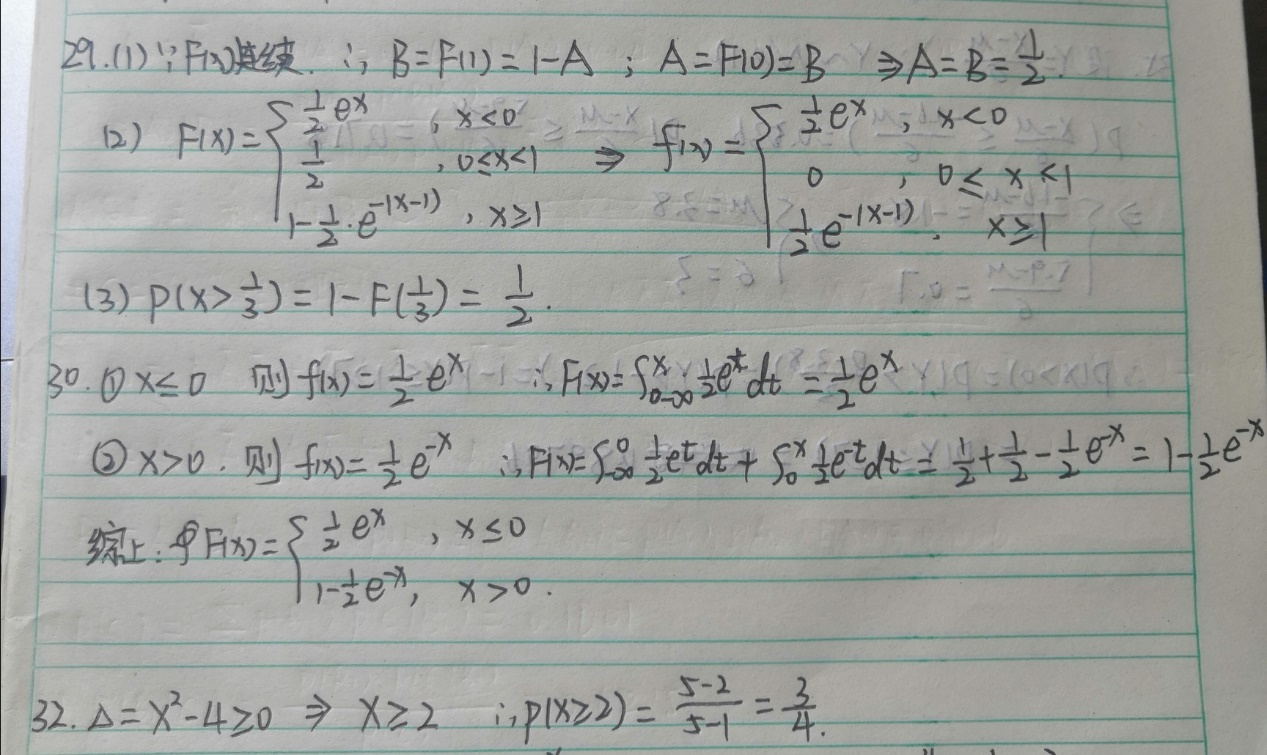 29.(1) ∵F(x)连续. ∴ B=F(1)=1-A ; A=F(0)=B ⇒A=B=1/2.
(2) F(x)={ 1/2 e^x , x<0 ; 1/2 , 0≤x<1 ; 1-1/2·e^-(x-1) , x≥1 ⇒ f(x)={ 1/2 e^x , x<0 ; 0 , 0≤x<1 ; 1/2 e^-(x-1) , x≥1
(3) P(X>1/3)=1-F(1/3)=1/2.
30. ① x≤0 则 f(x)=1/2 e^x ∴F(x)=∫_{-∞}^x 1/2 e^t dt=1/2 e^x
② x>0. 则 f(x)=1/2 e^-x ∴F(x)=∫_{-∞}^0 1/2 e^t dt+∫_0^x 1/2 e^-t dt=1/2+1/2-1/2 e^-x=1-1/2 e^-x
综上: F(x)={ 1/2 e^x , x≤0 ; 1-1/2 e^-x, x>0.
32. Δ=X²-4≥0 ⇒ X≥2 ∴P(X≥2)=(5-2)/(5-1)=3/4.